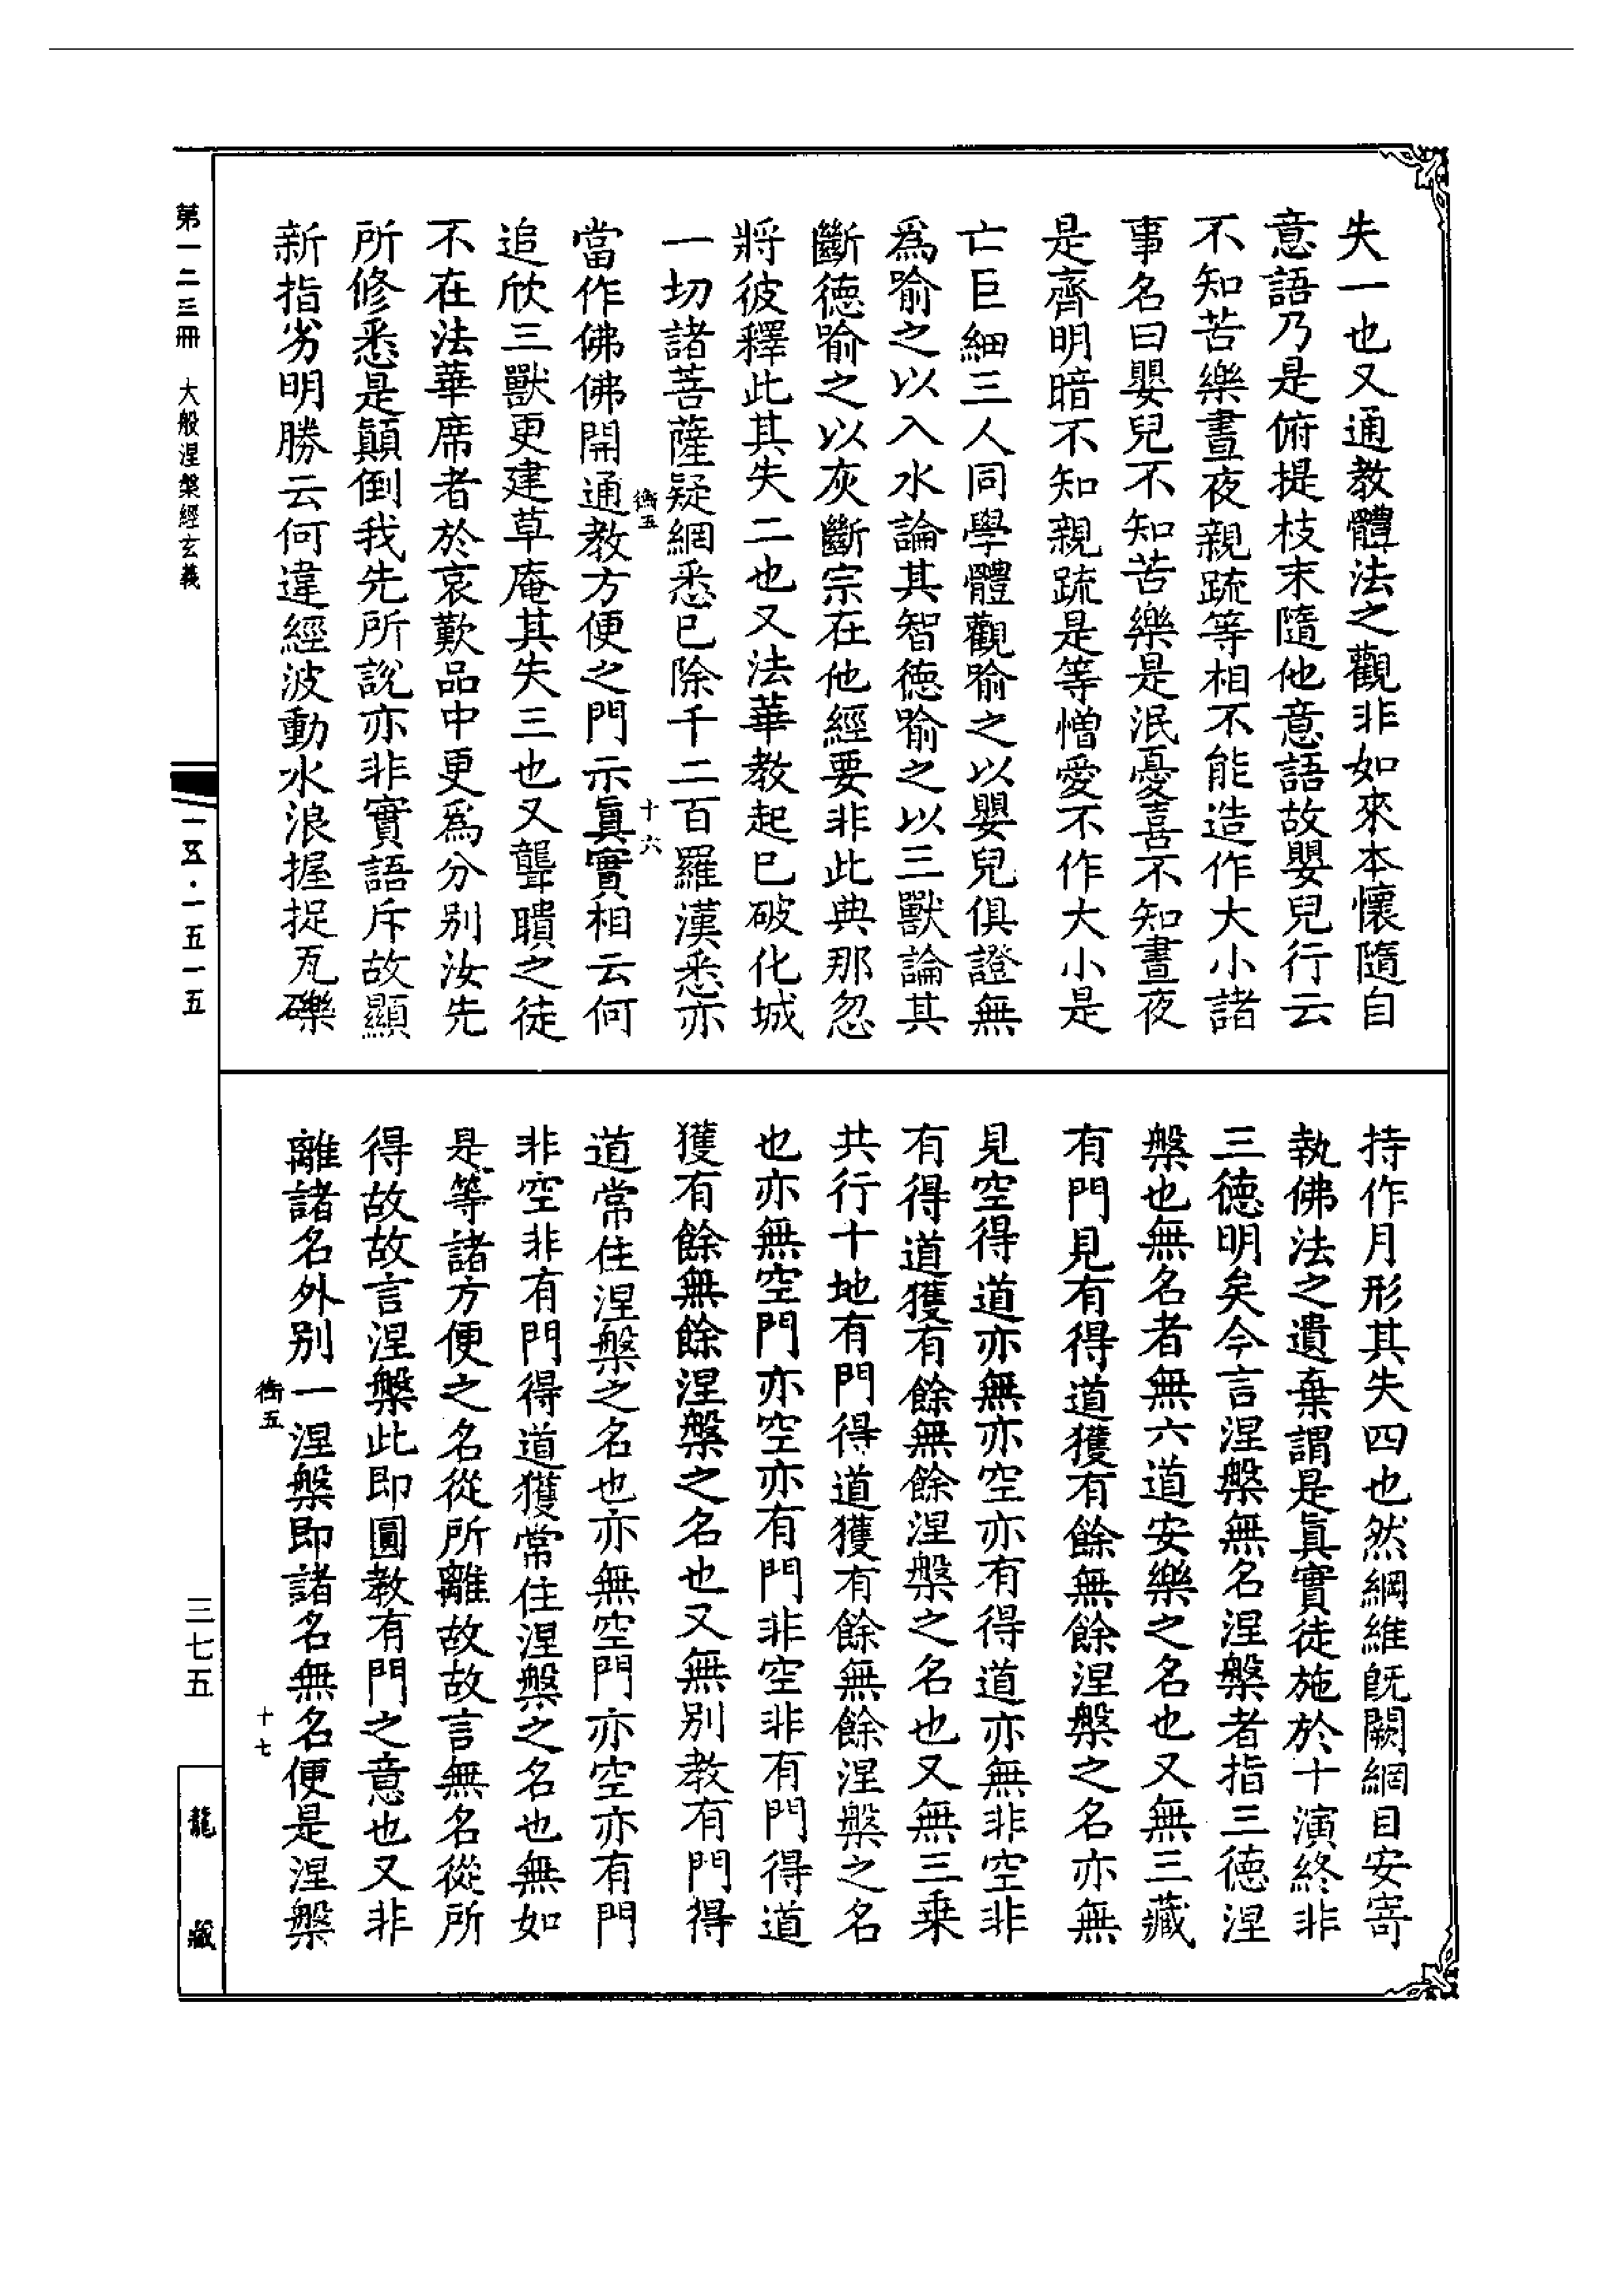 失一也又通教體法之觀非如來本懷隨自
意語乃是俯提枝末隨他意語故嬰兒行云
不知苦樂晝夜親疏等相不能造作大小諸
事名曰嬰兒不知苦樂是泯憂喜不知晝夜
是齊明暗不知親疏是等憎愛不作大小是
亡巨細三人同學體觀喻之以嬰兒俱證無
爲喻之以入水論其智德喻之以三獸論其
斷德喻之以灰斷宗在他經要非此典那忽
將彼釋此其失二也又法華教起已破化城
一切諸菩薩疑網悉已除千二百羅漢悉亦
衡五
十六
當作佛佛開通教方便之門示眞實相云何
追欣三獸更建草庵其失三也又聾聵之徒
不在法華席者於哀歎品中更爲分別汝先
所修悉是顛倒我先所說亦非實語斥故顯
新指劣明勝云何違經波動水浪握捉瓦礫
持作月形其失四也然綱維旣闕網目安寄
執佛法之遺棄謂是眞實徒施於十演終非
三德明矣今言涅槃無名涅槃者指三德涅
槃也無名者無六道安樂之名也又無三藏
有門見有得道獲有餘無餘涅槃之名亦無
見空得道亦無亦空亦有得道亦無非空非
有得道獲有餘無餘涅槃之名也又無三乗
共行十地有門得道獲有餘無餘涅槃之名
也亦無空門亦空亦有門非空非有門得道
獲有餘無餘涅槃之名也又無別教有門得
道常住涅槃之名也亦無空門亦空亦有門
非空非有門得道獲常住涅槃之名也無如
是等諸方便之名從所離故故言無名從所
得故故言涅槃此即圓教有門之意也又非
離諸名外別一涅槃即諸名無名便是涅槃
衡五
十七
第一二三冊 大般涅槃經玄義
一五五·一五一五
三七五
龍藏